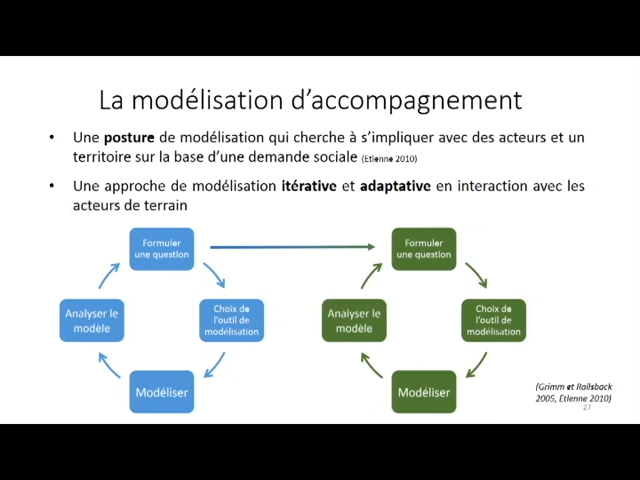 La modélisation d'accompagnement
• Une posture de modélisation qui cherche à s'impliquer avec des acteurs et un
territoire sur la base d'une demande sociale (Etienne 2010)
• Une approche de modélisation itérative et adaptative en interaction avec les
acteurs de terrain
Formuler
une question
Choix de
l'outil de
modélisation
Modéliser
Analyser le
modèle
Formuler
une question
Choix de
l'outil de
modélisation
Modéliser
Analyser le
modèle
(Grimm et Railsback
2005, Etienne 2010)
27